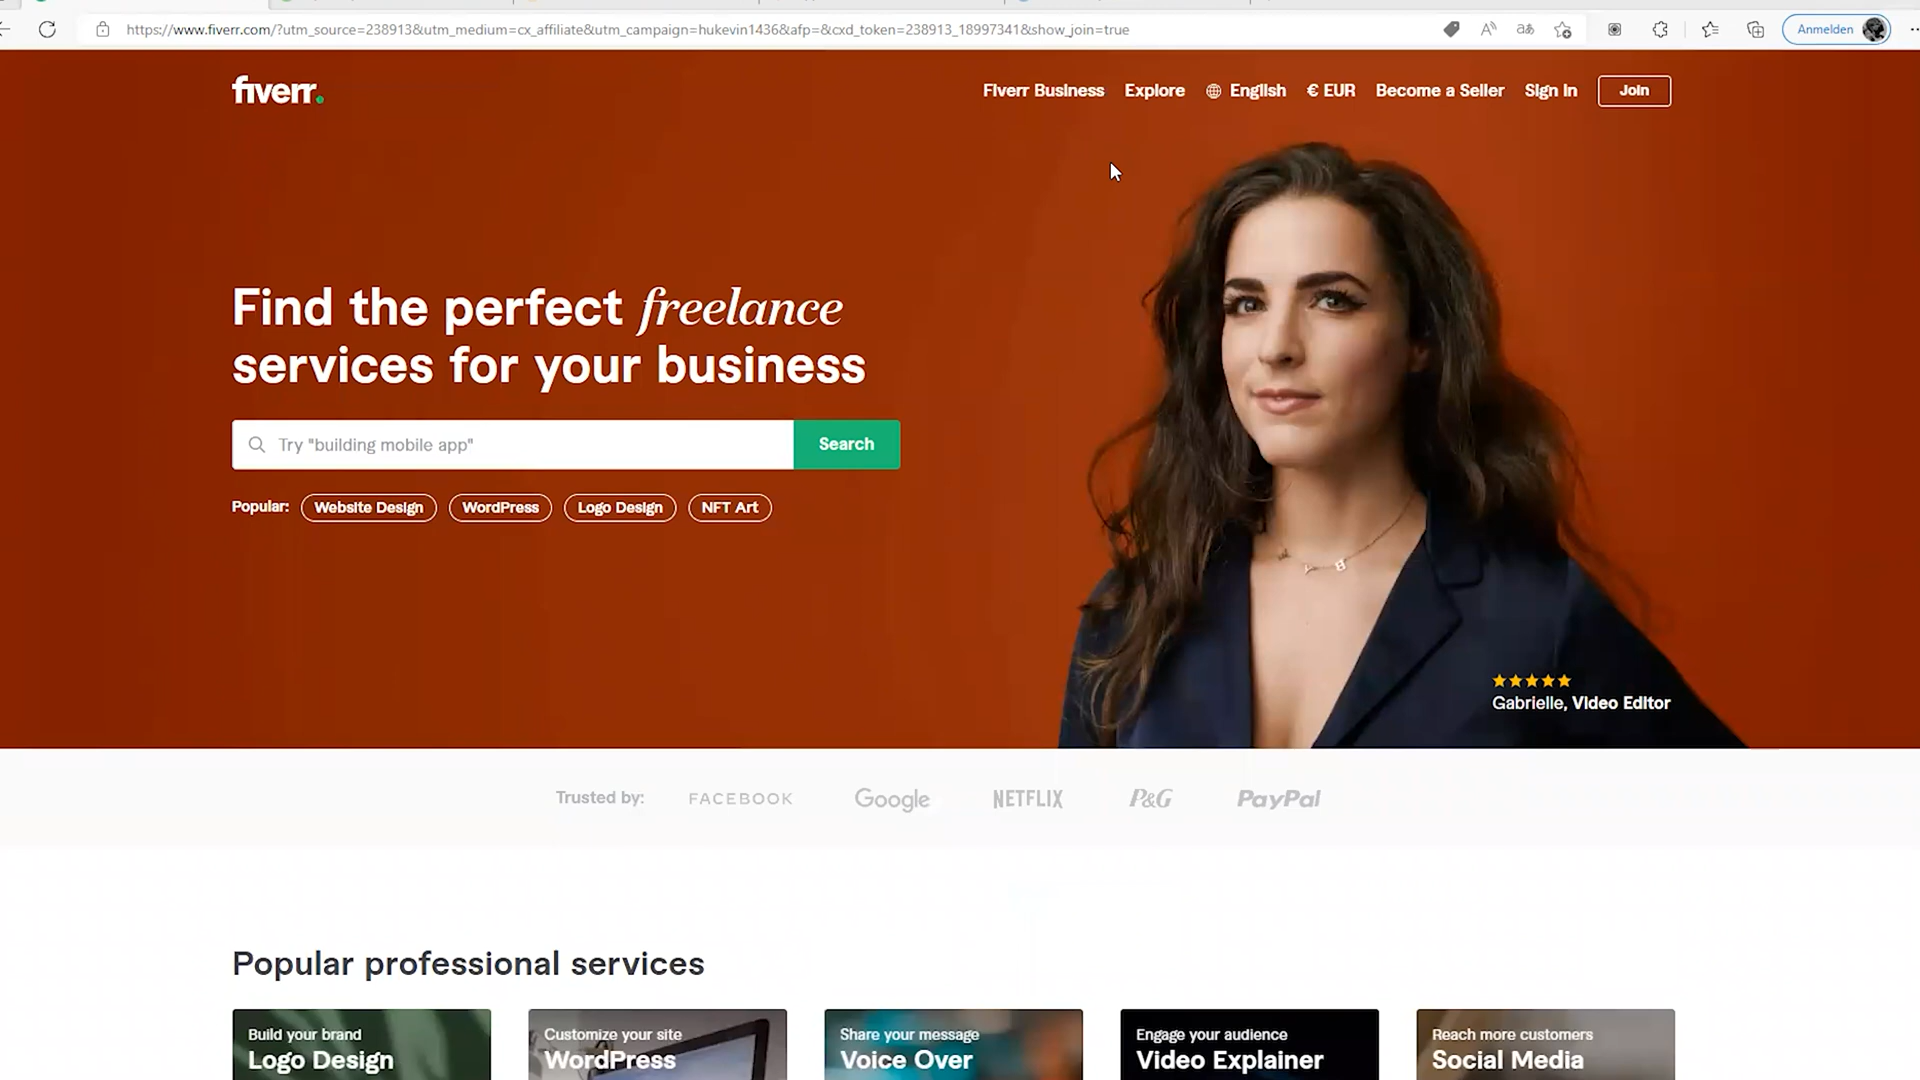 https://www.fiverr.com/?utm_source=238913&utm_medium=cx_affiliate&utm_campaign=hukevin1436&afp=&cxd_token=238913_18997341&show_join=true
Anmelden
fiverr.
Fiverr Business Explore English € EUR Become a Seller Sign In Join
Find the perfect freelance
services for your business
Try "building mobile app" Search
Popular: Website Design WordPress Logo Design NFT Art
Gabrielle, Video Editor
Trusted by: FACEBOOK Google NETFLIX P&G PayPal
Popular professional services
Build your brand
Logo Design
Customize your site
WordPress
Share your message
Voice Over
Engage your audience
Video Explainer
Reach more customers
Social Media